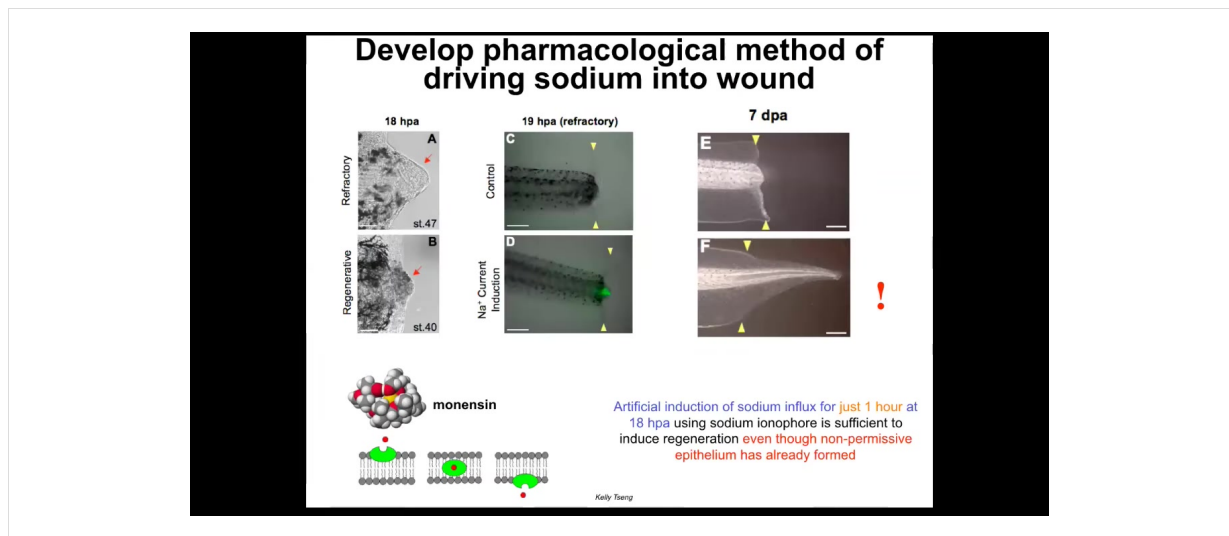 Develop pharmacological method of
driving sodium into wound
18 hpa
19 hpa (refractory)
7 dpa
Refractory
A
st.47
Control
C
E
Regenerative
B
st.40
Na⁺ Current
Induction
D
F
!
monensin
Artificial induction of sodium influx for just 1 hour at
18 hpa using sodium ionophore is sufficient to
induce regeneration even though non-permissive
epithelium has already formed
Kelly Tseng